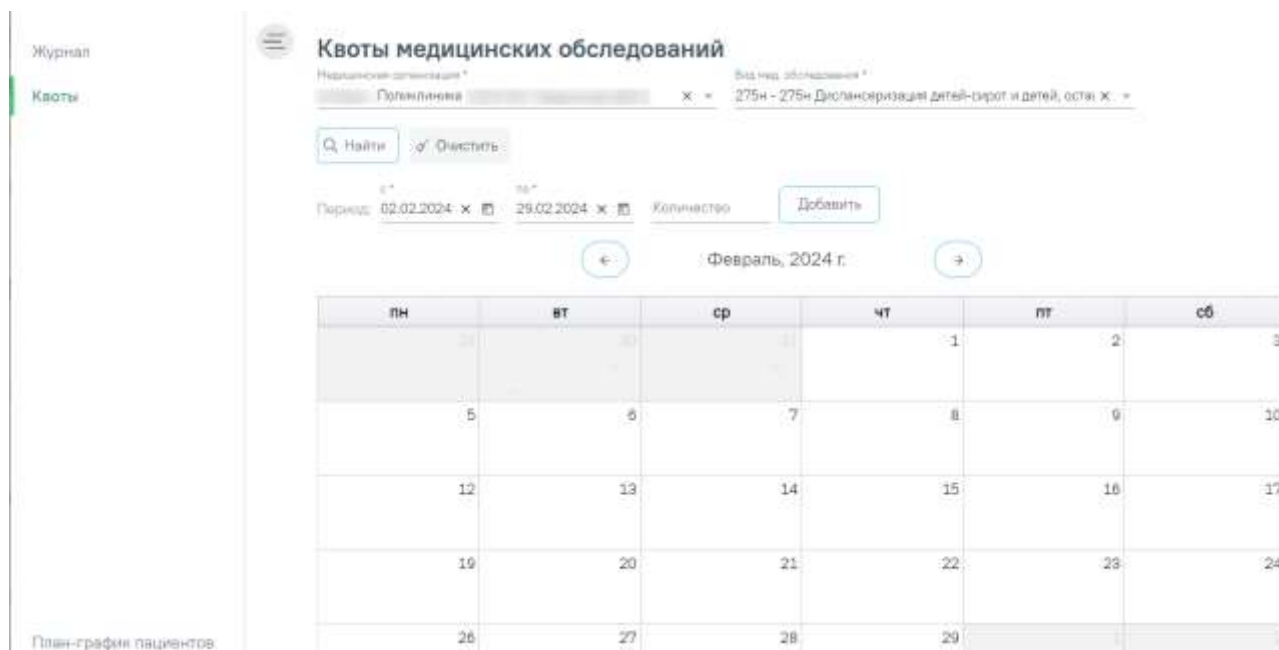 Журнал
Квоты
Квоты медицинских обследований
Медицинская организация *
Поликлиника
Вид мед. обследования *
275н - 275н Диспансеризация детей-сирот и детей, оста
Найти
Очистить
Период:
с *
02.02.2024
по *
29.02.2024
Количество
Добавить
Февраль, 2024 г.
пн вт ср чт пт сб
29 30 31 1 2 3
5 6 7 8 9 10
12 13 14 15 16 17
19 20 21 22 23 24
26 27 28 29
План-график пациентов